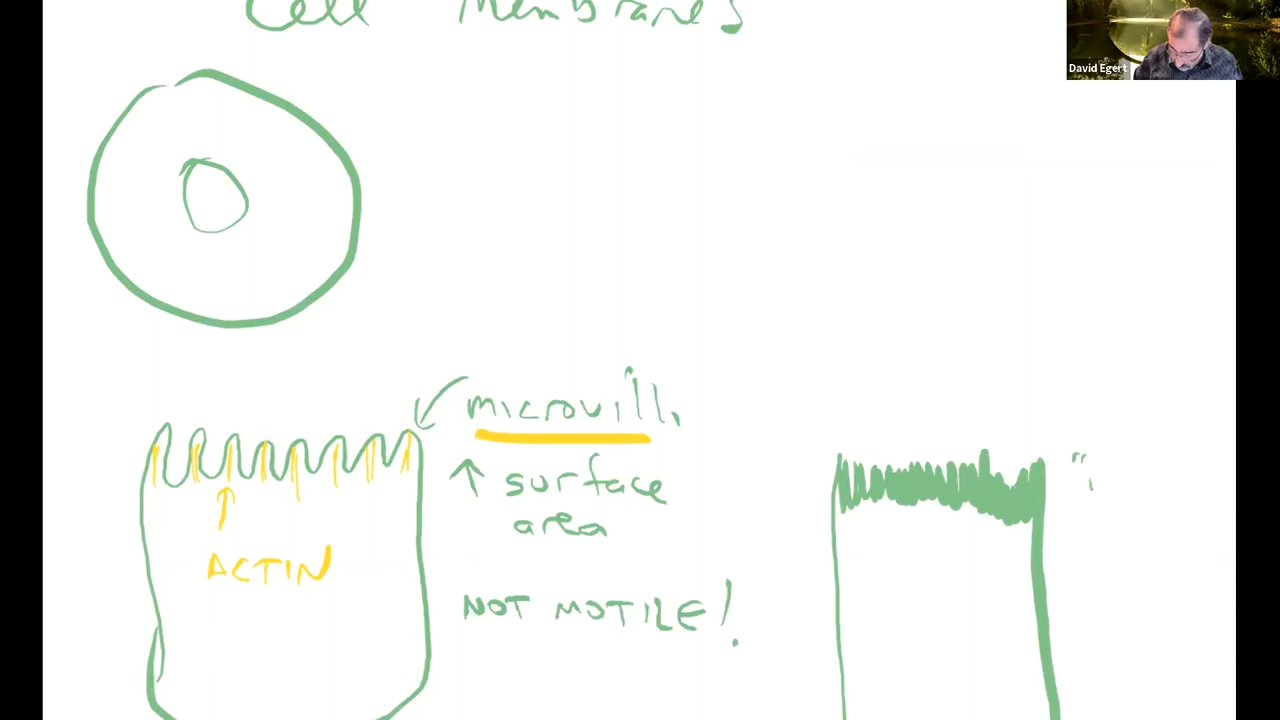 Cell Membranes
David Egert
microvilli
↑ surface
area
ACTIN
NOT MOTILE!
"